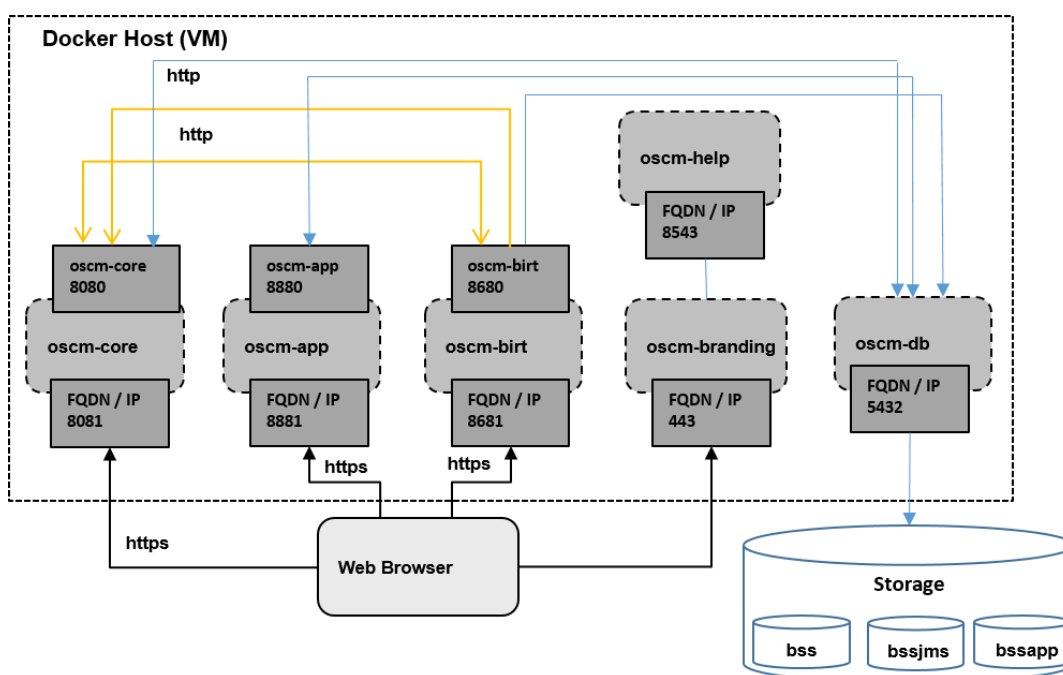 Docker Host (VM)
http
http
oscm-help
FQDN / IP
8543
oscm-core
8080
oscm-app
8880
oscm-birt
8680
oscm-core
oscm-app
oscm-birt
oscm-branding
oscm-db
FQDN / IP
8081
FQDN / IP
8881
FQDN / IP
8681
FQDN / IP
443
FQDN / IP
5432
https
https
https
Web Browser
Storage
bss
bssjms
bssapp